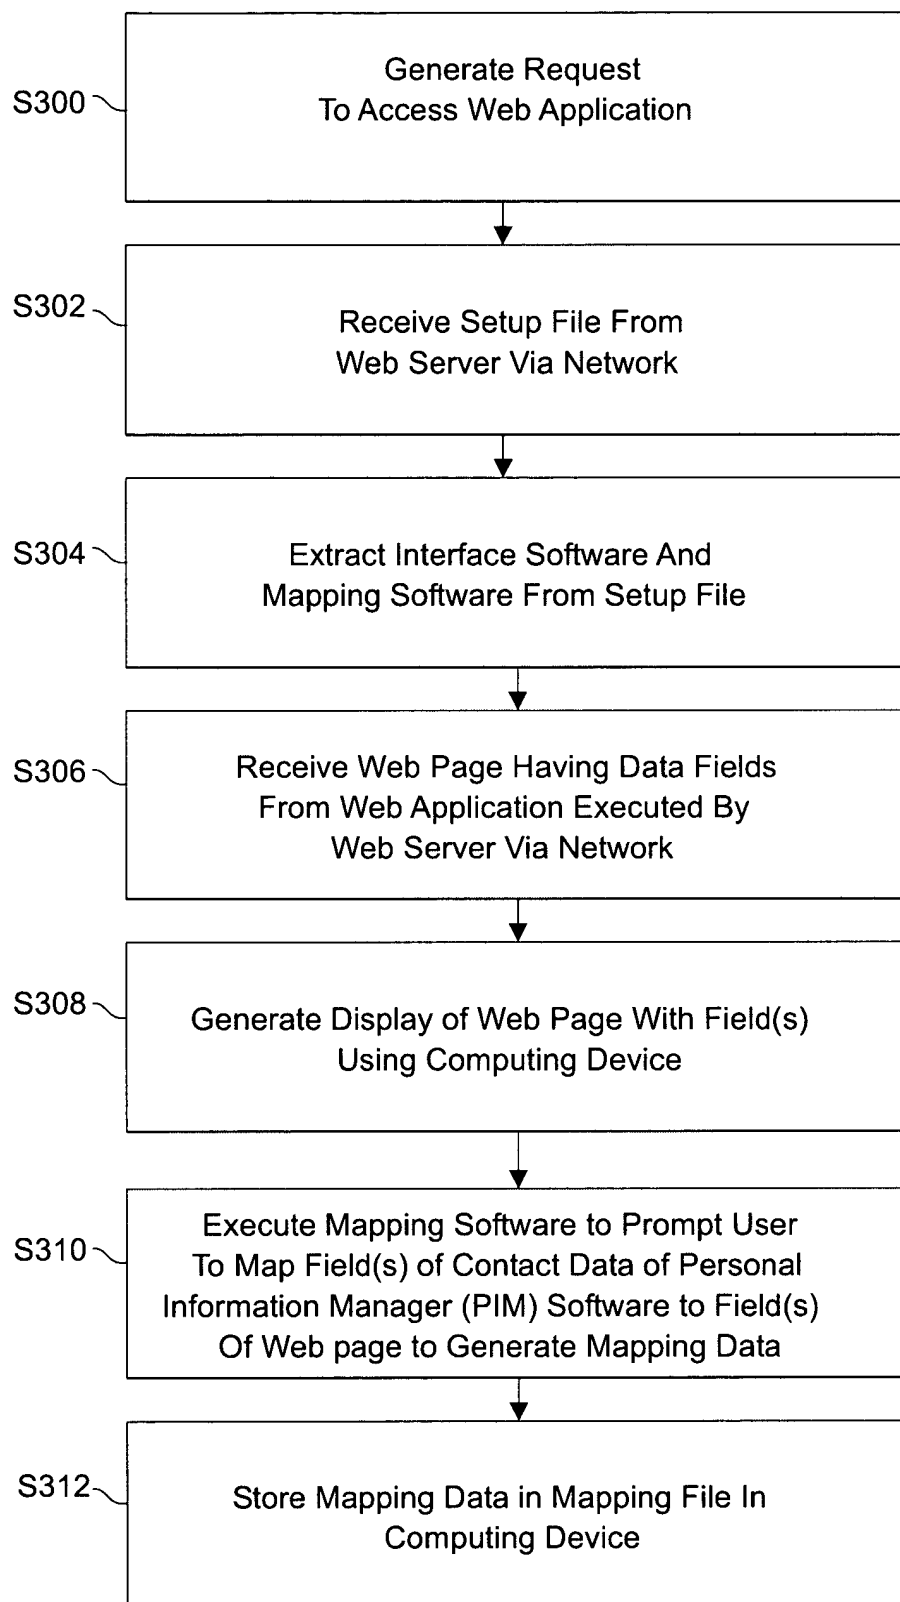 S300
Generate Request
To Access Web Application
S302
Receive Setup File From
Web Server Via Network
S304
Extract Interface Software And
Mapping Software From Setup File
S306
Receive Web Page Having Data Fields
From Web Application Executed By
Web Server Via Network
S308
Generate Display of Web Page With Field(s)
Using Computing Device
S310
Execute Mapping Software to Prompt User
To Map Field(s) of Contact Data of Personal
Information Manager (PIM) Software to Field(s)
Of Web page to Generate Mapping Data
S312
Store Mapping Data in Mapping File In
Computing Device